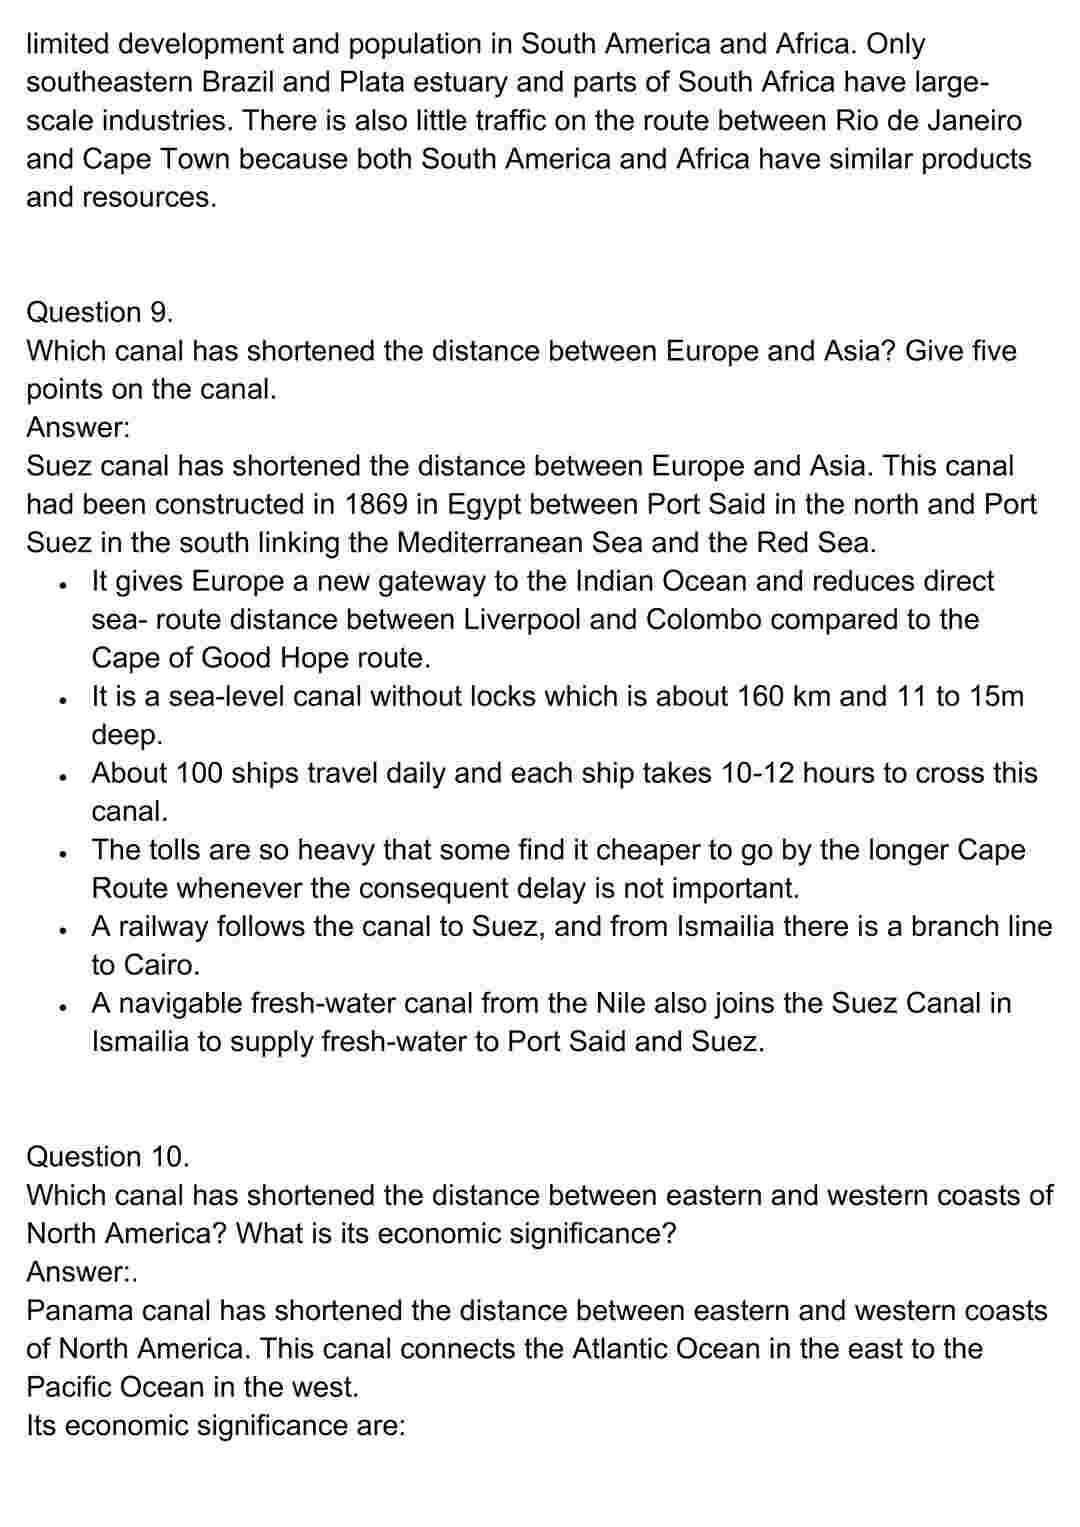 limited development and population in South America and Africa. Only
southeastern Brazil and Plata estuary and parts of South Africa have large-
scale industries. There is also little traffic on the route between Rio de Janeiro
and Cape Town because both South America and Africa have similar products
and resources.
Question 9.
Which canal has shortened the distance between Europe and Asia? Give five
points on the canal.
Answer:
Suez canal has shortened the distance between Europe and Asia. This canal
had been constructed in 1869 in Egypt between Port Said in the north and Port
Suez in the south linking the Mediterranean Sea and the Red Sea.
• It gives Europe a new gateway to the Indian Ocean and reduces direct
sea- route distance between Liverpool and Colombo compared to the
Cape of Good Hope route.
• It is a sea-level canal without locks which is about 160 km and 11 to 15m
deep.
• About 100 ships travel daily and each ship takes 10-12 hours to cross this
canal.
• The tolls are so heavy that some find it cheaper to go by the longer Cape
Route whenever the consequent delay is not important.
• A railway follows the canal to Suez, and from Ismailia there is a branch line
to Cairo.
• A navigable fresh-water canal from the Nile also joins the Suez Canal in
Ismailia to supply fresh-water to Port Said and Suez.
Question 10.
Which canal has shortened the distance between eastern and western coasts of
North America? What is its economic significance?
Answer:.
Panama canal has shortened the distance between eastern and western coasts
of North America. This canal connects the Atlantic Ocean in the east to the
Pacific Ocean in the west.
Its economic significance are: